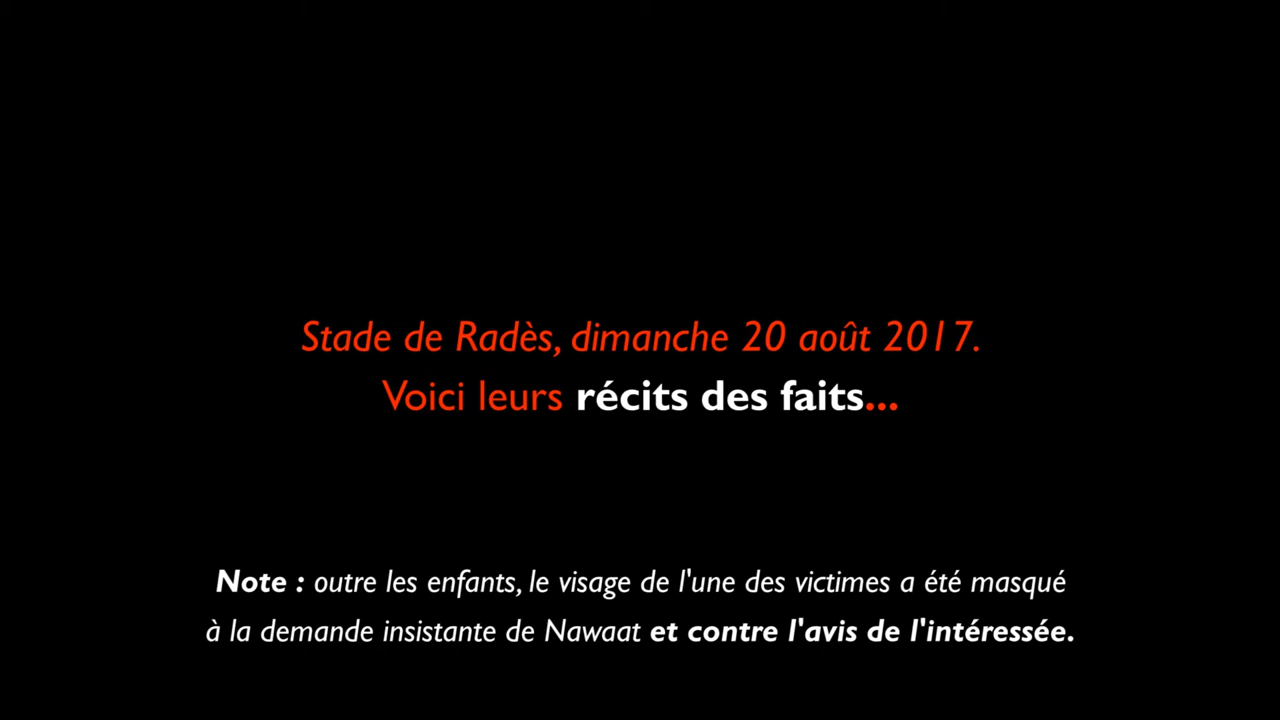 Stade de Radès, dimanche 20 août 2017.
Voici leurs récits des faits...
Note : outre les enfants, le visage de l'une des victimes a été masqué
à la demande insistante de Nawaat et contre l'avis de l'intéressée.